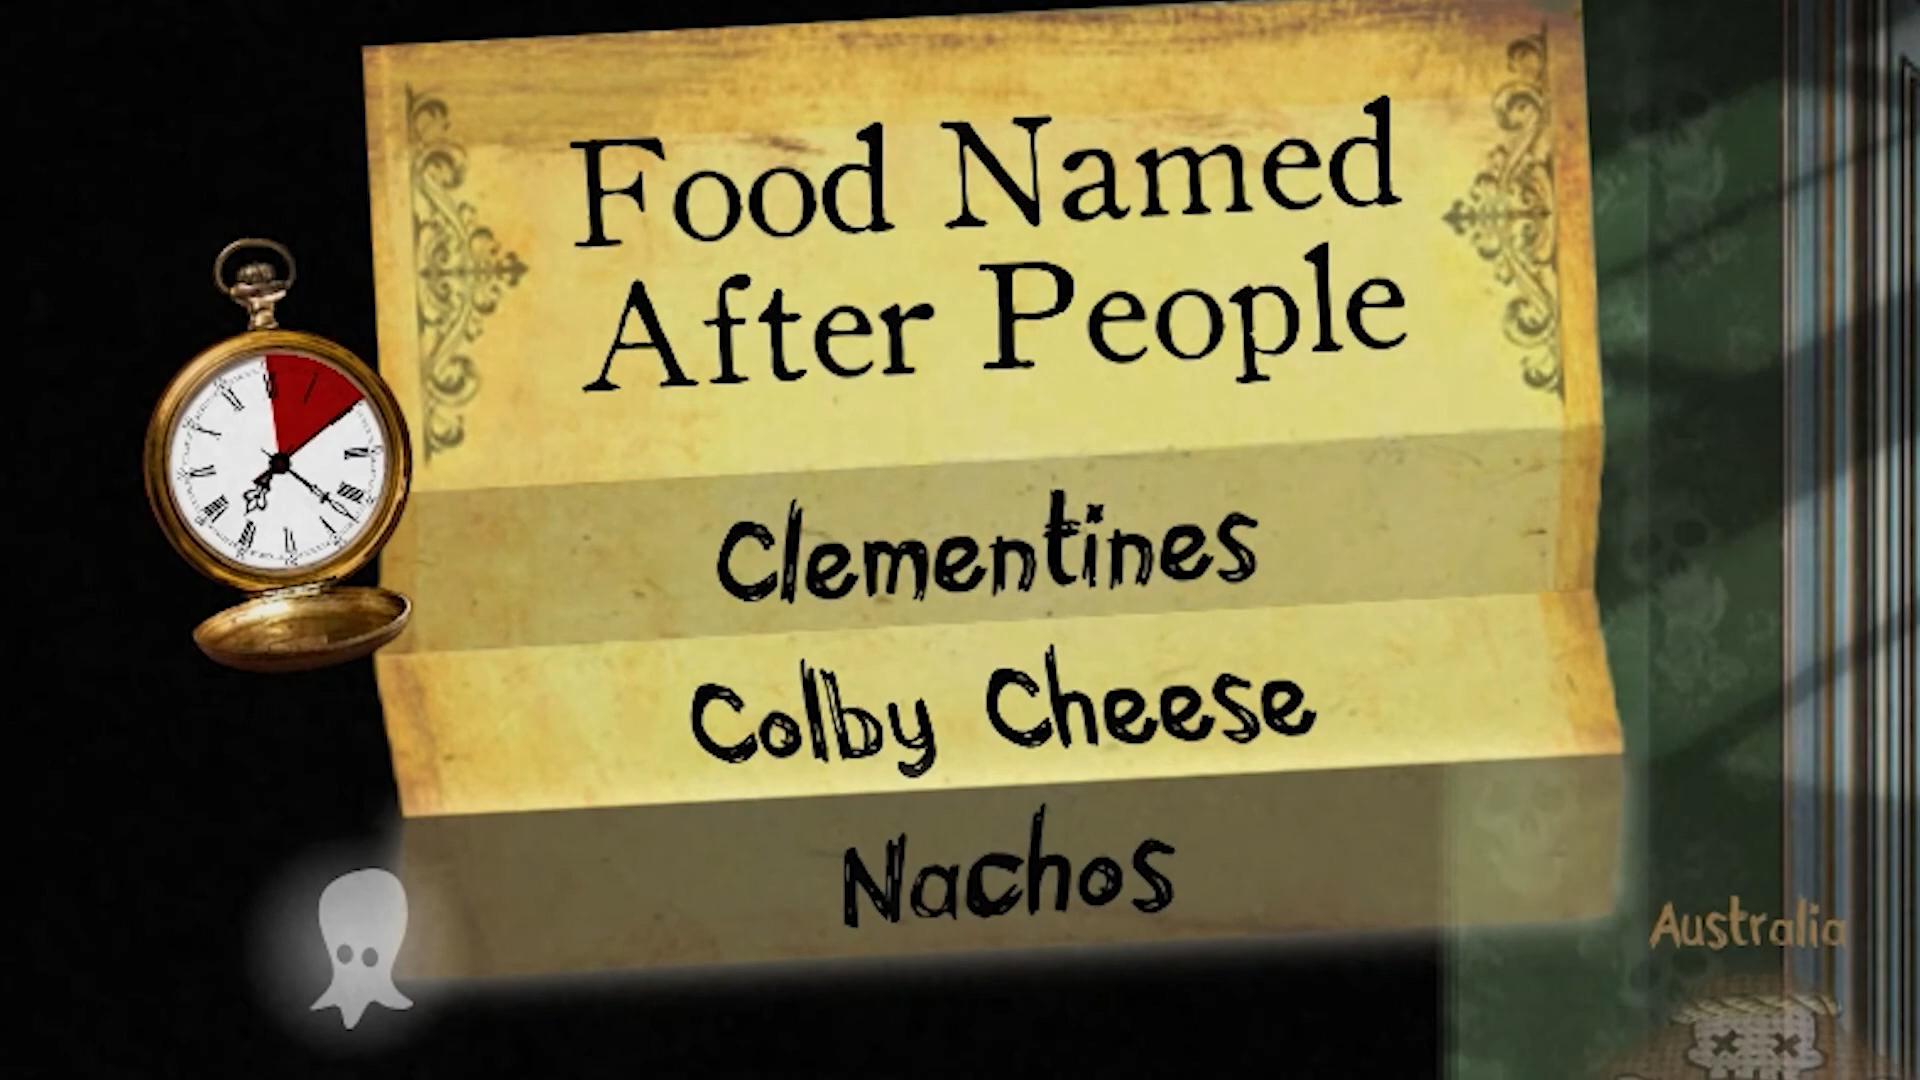 Food Named
After People
Clementines
Colby Cheese
Nachos
Australia